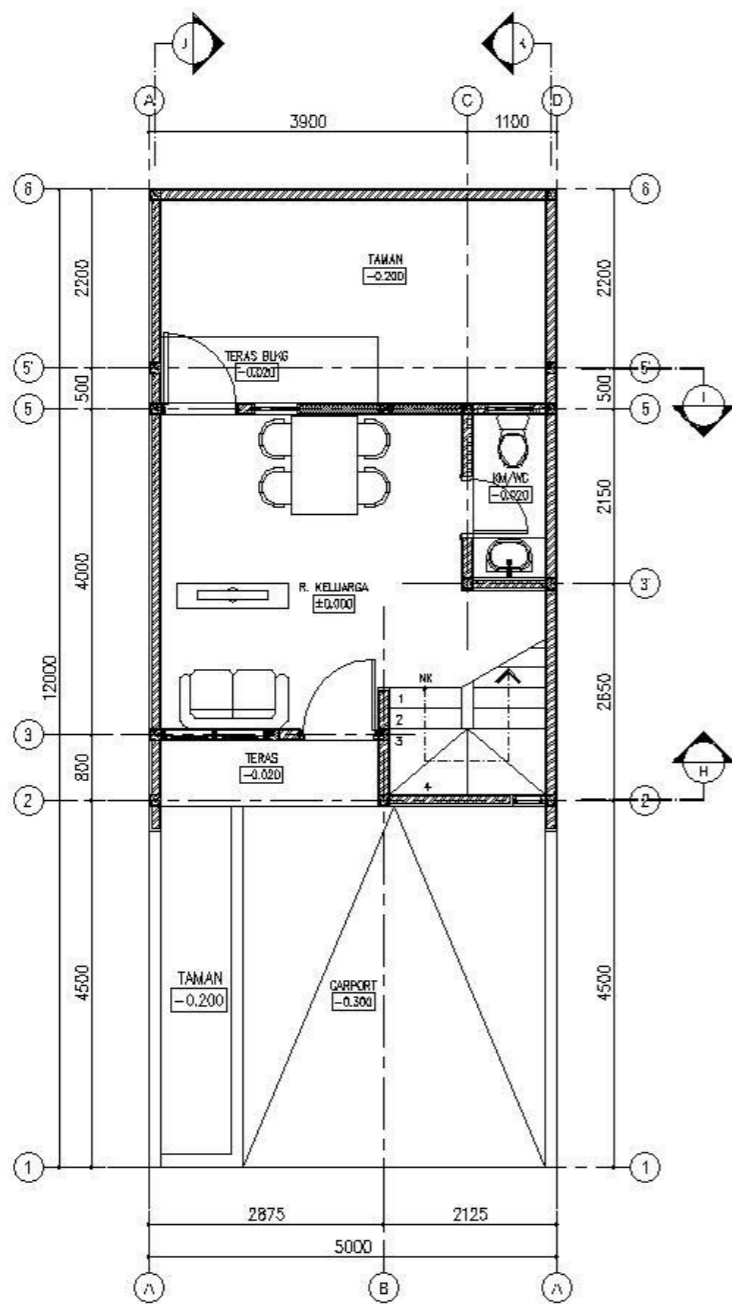 J
K
A
C
D
3900
1100
6
6
2200
2200
TAMAN
-0.200
5'
TERAS BLKG
-0.020
5'
500
500
I
5
5
KM/WC
-0.020
2150
4000
R. KELUARGA
±0.000
3'
12000
NK
1
2
3
4
2650
3
TERAS
-0.020
800
H
2
2
4500
4500
TAMAN
-0.200
CARPORT
-0.300
1
1
2875
2125
5000
A
B
A